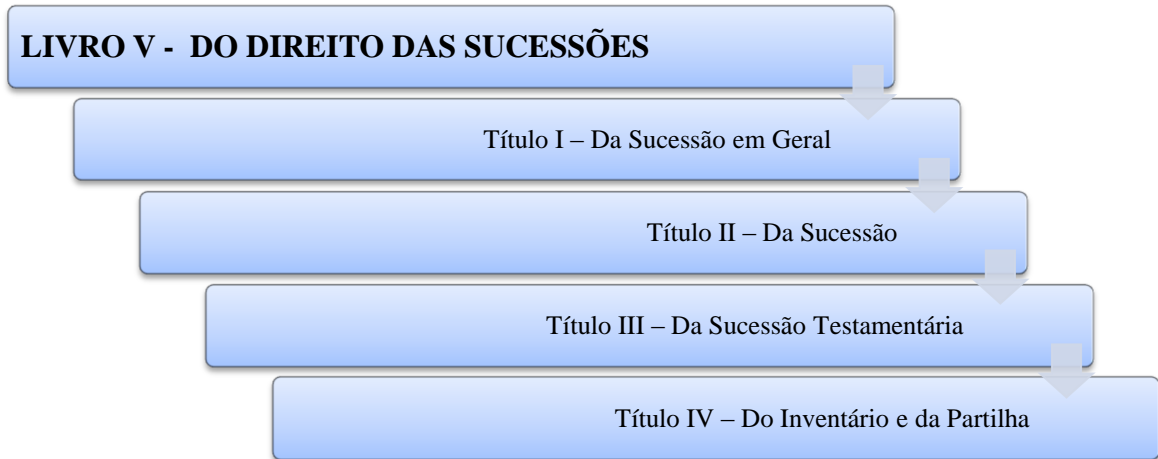 LIVRO V - DO DIREITO DAS SUCESSÕES
Título I – Da Sucessão em Geral
Título II – Da Sucessão
Título III – Da Sucessão Testamentária
Título IV – Do Inventário e da Partilha